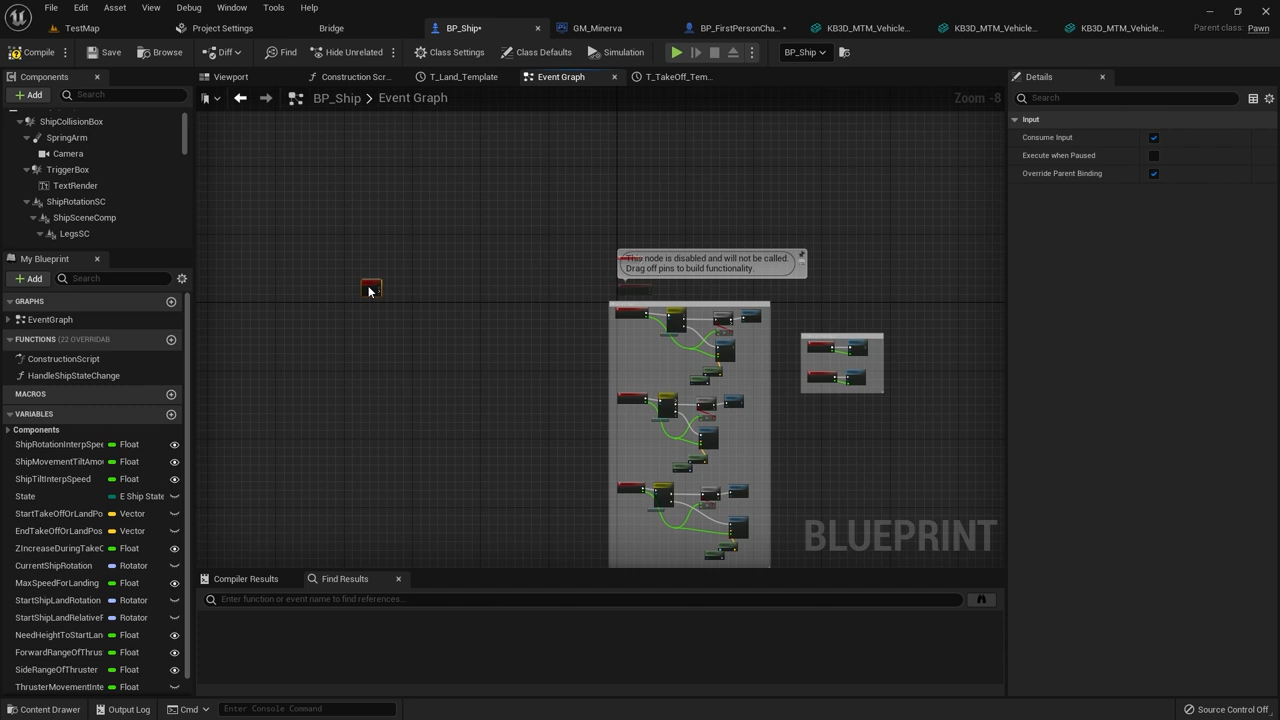 File Edit Asset View Debug Window Tools Help
TestMap
Project Settings
Bridge
BP_Ship*
GM_Minerva
BP_FirstPersonCha...*
KB3D_MTM_Vehicle...
KB3D_MTM_Vehicle...
KB3D_MTM_Vehicle...
Parent class: Pawn
Compile
Save
Browse
Diff
Find
Hide Unrelated
Class Settings
Class Defaults
Simulation
BP_Ship
Components
Viewport
Construction Scr...
T_Land_Template
Event Graph
T_TakeOff_Tem...
Details
Add
Search
BP_Ship > Event Graph
Zoom -8
Search
ShipCollisionBox
SpringArm
Camera
TriggerBox
TextRender
ShipRotationSC
ShipSceneComp
LegsSC
Input
Consume Input
Execute when Paused
Override Parent Binding
My Blueprint
Add
Search
GRAPHS
EventGraph
FUNCTIONS (22 OVERRIDAB
ConstructionScript
HandleShipStateChange
MACROS
VARIABLES
Components
ShipRotationInterpSpee Float
ShipMovementTiltAmou Float
ShipTiltInterpSpeed Float
State E Ship State
StartTakeOffOrLandPo Vector
EndTakeOffOrLandPos Vector
ZIncreaseDuringTakeO Float
CurrentShipRotation Rotator
MaxSpeedForLanding Float
StartShipLandRotation Rotator
StartShipLandRelativeR Rotator
NeedHeightToStartLan Float
ForwardRangeOfThrus Float
SideRangeOfThruster Float
ThrusterMovementInte Float
This node is disabled and will not be called.
Drag off pins to build functionality.
BLUEPRINT
Compiler Results
Find Results
Enter function or event name to find references...
Content Drawer
Output Log
Cmd
Enter Console Command
Source Control Off